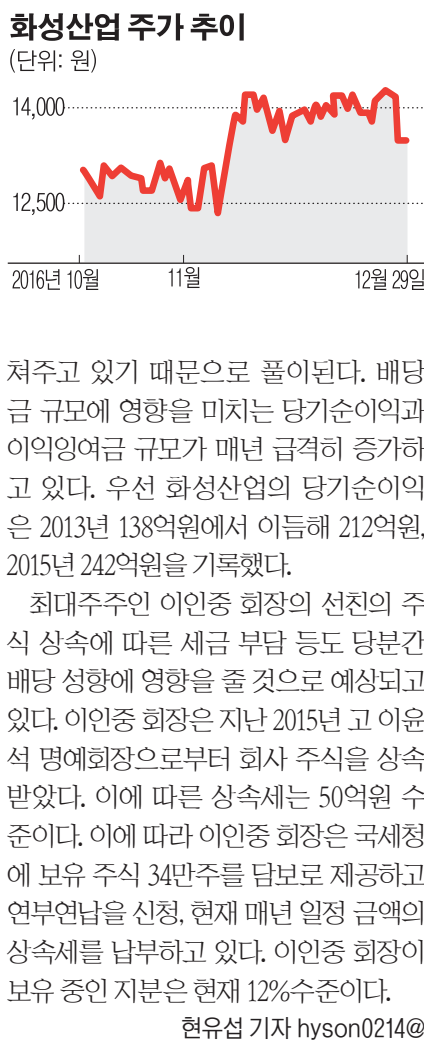 화성산업 주가 추이
(단위: 원)
14,000
12,500
2016년 10월 11월 12월 29일
쳐주고 있기 때문으로 풀이된다. 배당
금 규모에 영향을 미치는 당기순이익과
이익잉여금 규모가 매년 급격히 증가하
고 있다. 우선 화성산업의 당기순이익
은 2013년 138억원에서 이듬해 212억원,
2015년 242억원을 기록했다.
최대주주인 이인중 회장의 선친의 주
식 상속에 따른 세금 부담 등도 당분간
배당 성향에 영향을 줄 것으로 예상되고
있다. 이인중 회장은 지난 2015년 고 이윤
석 명예회장으로부터 회사 주식을 상속
받았다. 이에 따른 상속세는 50억원 수
준이다. 이에 따라 이인중 회장은 국세청
에 보유 주식 34만주를 담보로 제공하고
연부연납을 신청, 현재 매년 일정 금액의
상속세를 납부하고 있다. 이인중 회장이
보유 중인 지분은 현재 12%수준이다.
현유섭 기자 hyson0214@